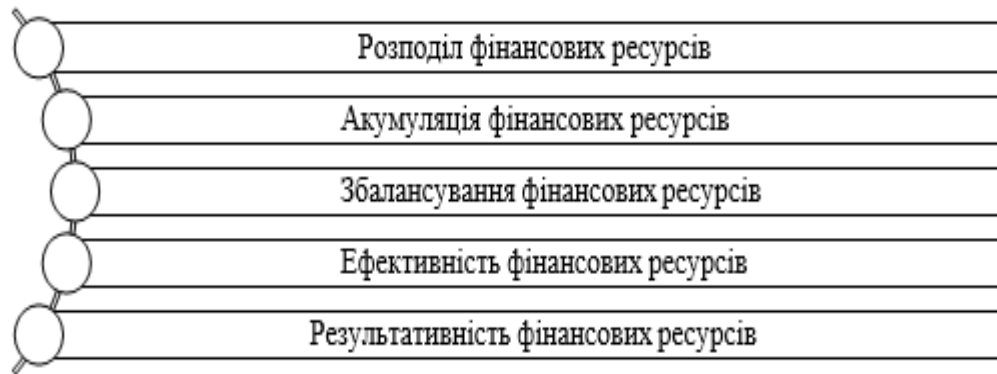 Розподіл фінансових ресурсів
Акумуляція фінансових ресурсів
Збалансування фінансових ресурсів
Ефективність фінансових ресурсів
Результативність фінансових ресурсів